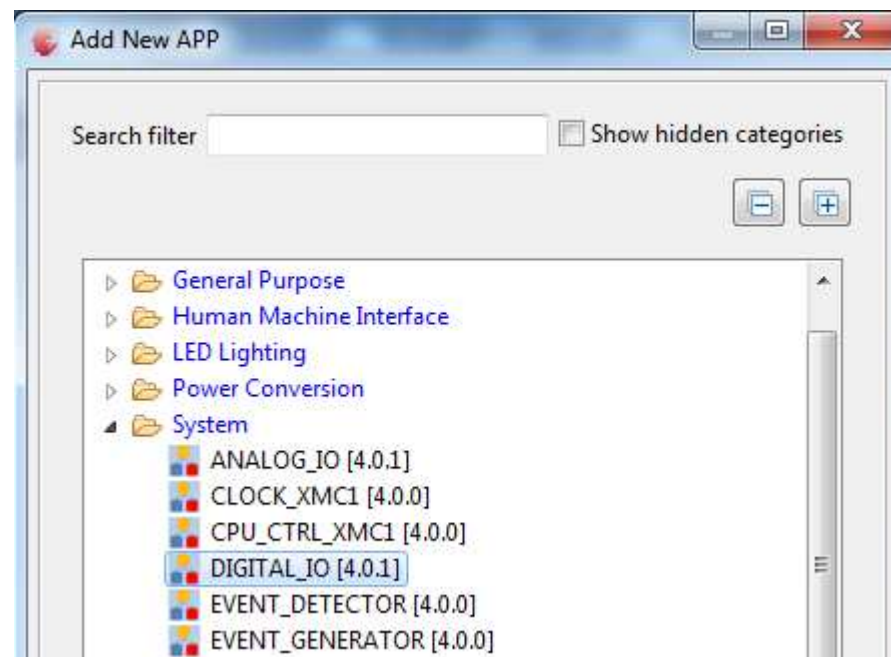 Add New APP
Search filter
Show hidden categories
General Purpose
Human Machine Interface
LED Lighting
Power Conversion
System
ANALOG_IO [4.0.1]
CLOCK_XMC1 [4.0.0]
CPU_CTRL_XMC1 [4.0.0]
DIGITAL_IO [4.0.1]
EVENT_DETECTOR [4.0.0]
EVENT_GENERATOR [4.0.0]